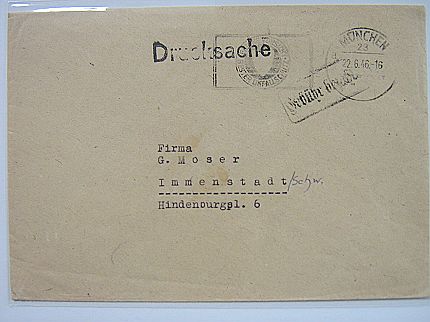 Drucksache
MÜNCHEN
23
22.6.46.-16
Gebühr bezahlt
Firma
G. Moser
Immenstadt/Schw.
Hindenburgpl. 6